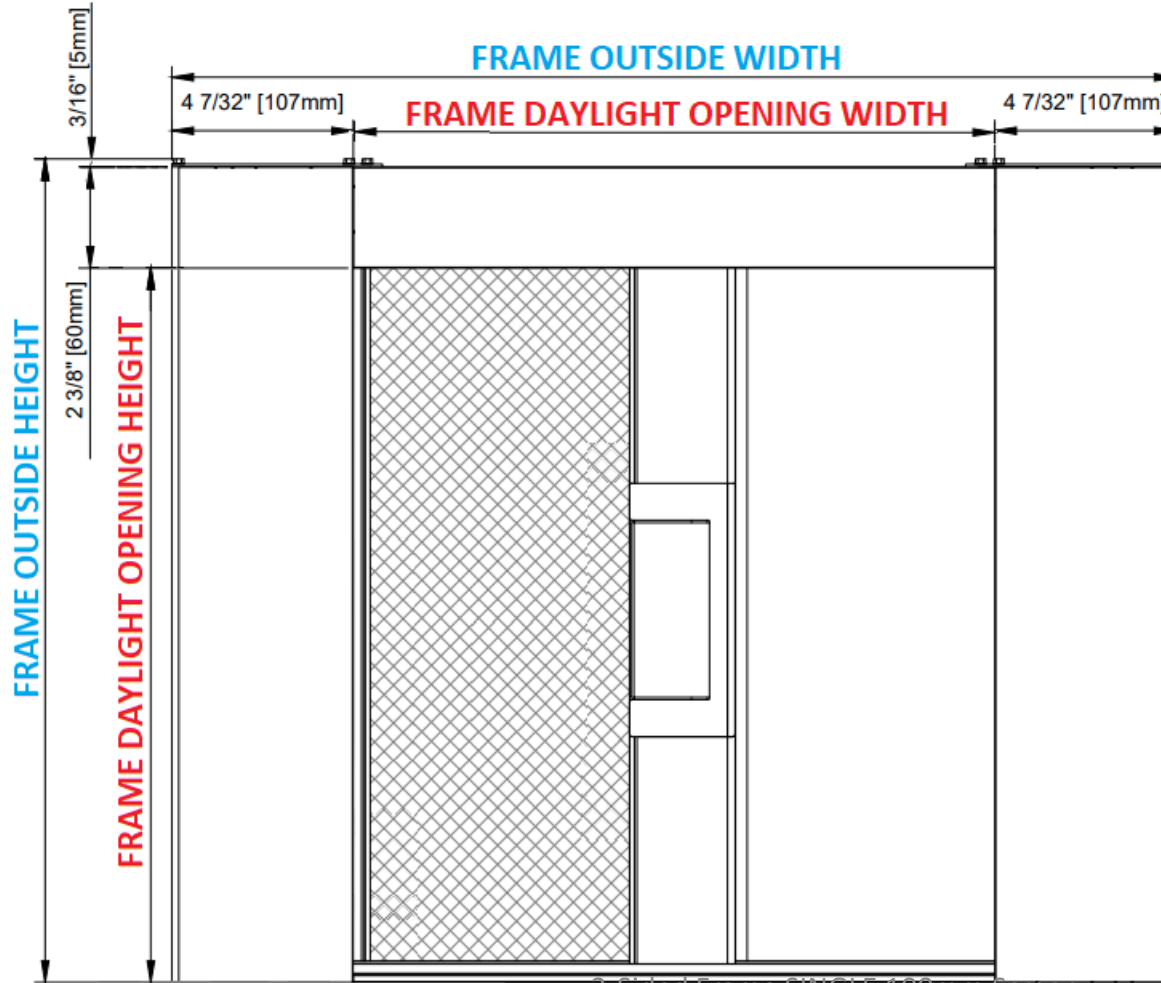 FRAME OUTSIDE WIDTH
3/16" [5mm]
4 7/32" [107mm]
FRAME DAYLIGHT OPENING WIDTH
4 7/32" [107mm]
FRAME OUTSIDE HEIGHT
2 3/8" [60mm]
FRAME DAYLIGHT OPENING HEIGHT